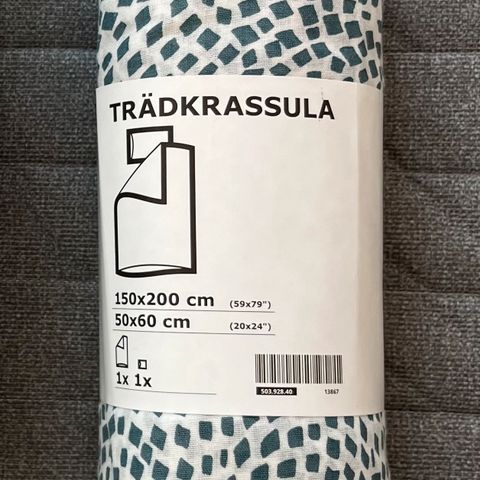 TRÄDKRASSULA
150x200 cm (59x79")
50x60 cm (20x24")
1x 1x
503.928.40 13867